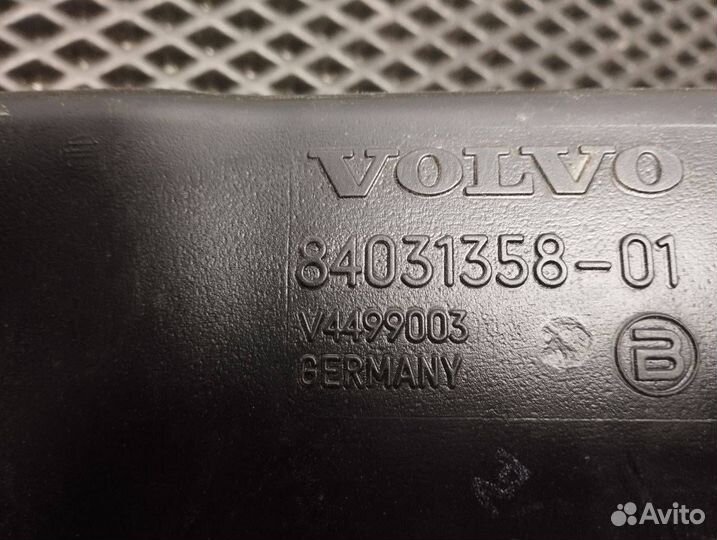 VOLVO
84031358-01
V4499003
GERMANY
B
Avito